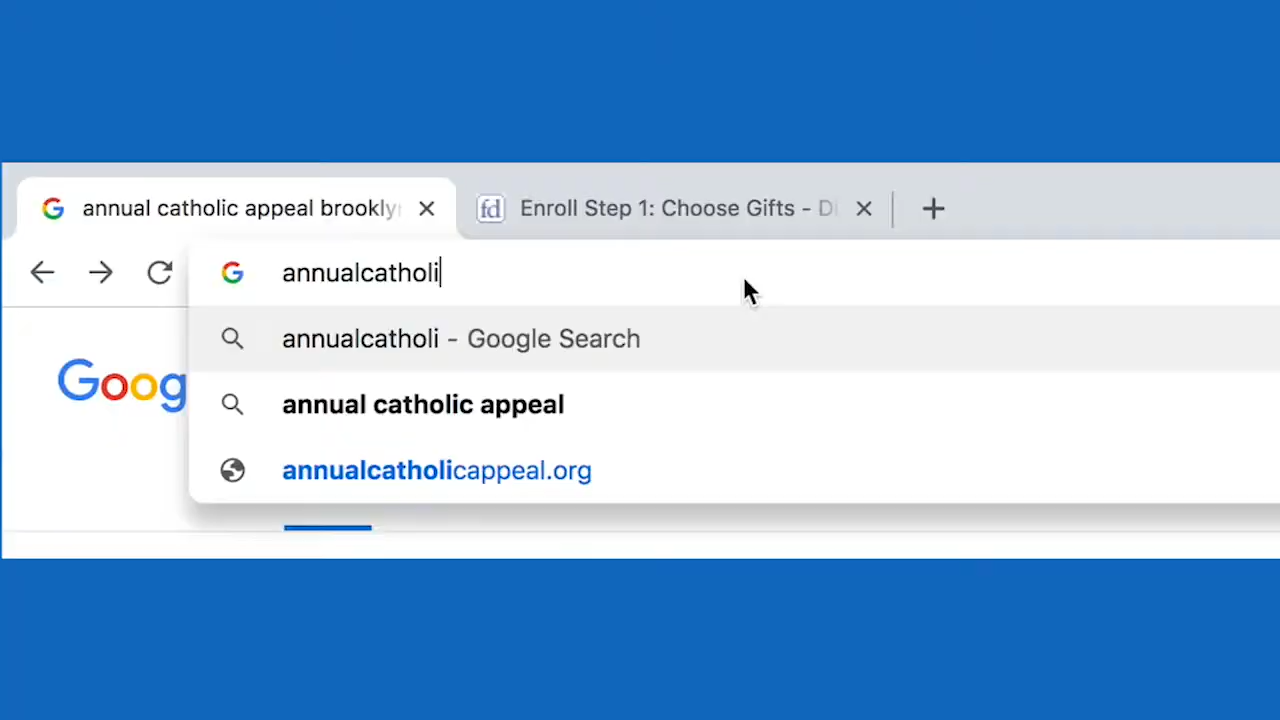 annual catholic appeal brookly
Enroll Step 1: Choose Gifts - Di
annualcatholi
annualcatholi - Google Search
Goog
annual catholic appeal
annualcatholicappeal.org